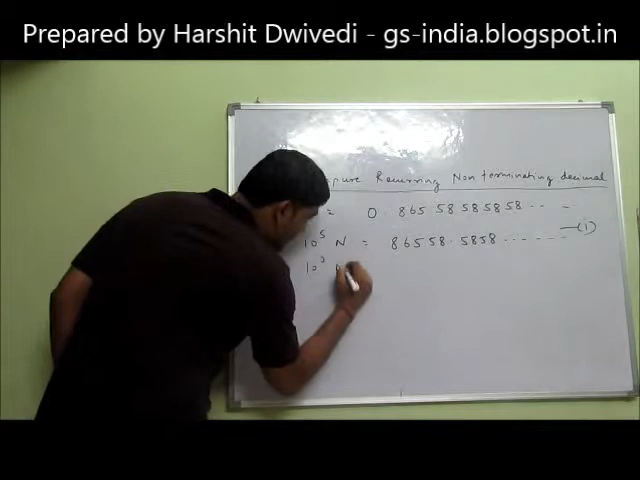 Prepared by Harshit Dwivedi - gs-india.blogspot.in
pure Recurring Non terminating decimal
= 0.865 58 58 58 58 -- -
10⁵ N = 86558.5858 ------ —(i)
10³